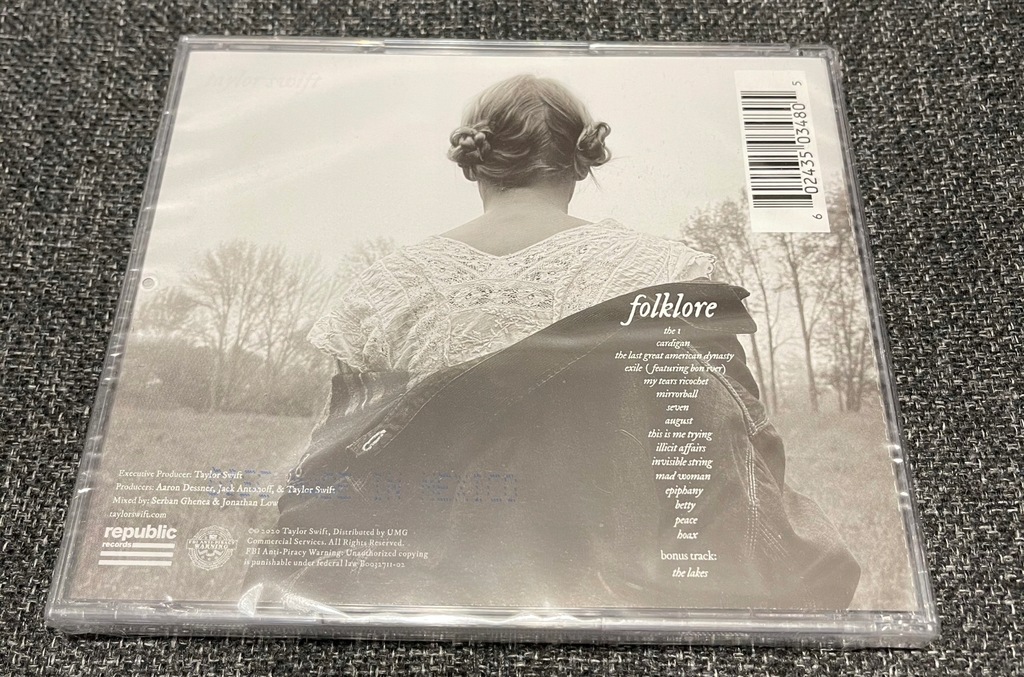 taylor swift
6 02435 03480 5
folklore
the 1
cardigan
the last great american dynasty
exile (featuring bon iver)
my tears ricochet
mirrorball
seven
august
this is me trying
illicit affairs
invisible string
mad woman
epiphany
betty
peace
hoax
bonus track:
the lakes
Executive Producer: Taylor Swift
Producers: Aaron Dessner, Jack Antonoff, & Taylor Swift
Mixed by: Serban Ghenea & Jonathan Low
taylorswift.com
republic
records
FBI ANTI-PIRACY
WARNING
©℗ 2020 Taylor Swift, Distributed by UMG
Commercial Services. All Rights Reserved.
FBI Anti-Piracy Warning: Unauthorized copying
is punishable under federal law B0032711-02